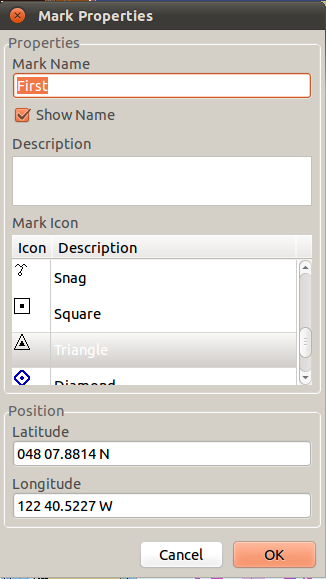 Mark Properties
Properties
Mark Name
First
Show Name
Description
Mark Icon
Icon Description
Snag
Square
Triangle
Diamond
Position
Latitude
048 07.8814 N
Longitude
122 40.5227 W
Cancel OK